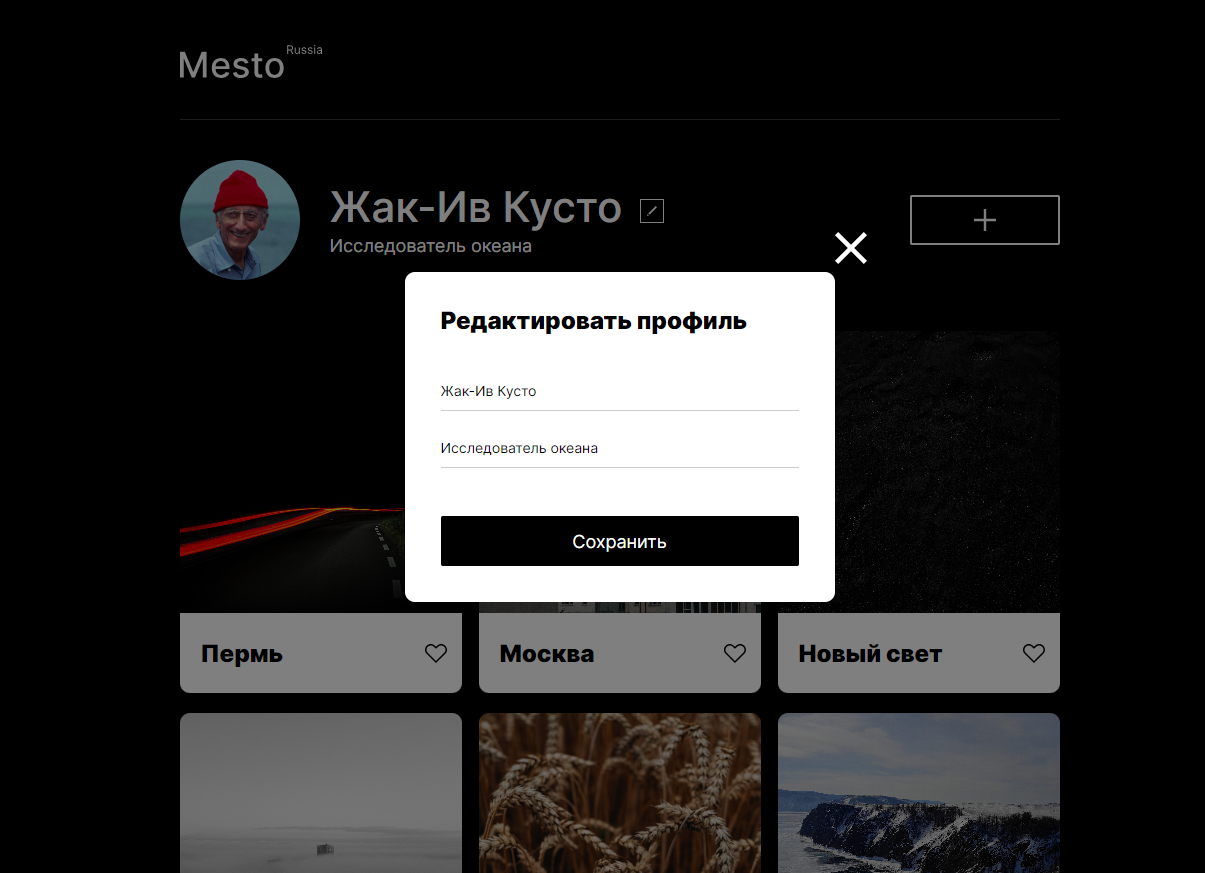 Mesto Russia
Жак-Ив Кусто
Исследователь океана
Редактировать профиль
Жак-Ив Кусто
Исследователь океана
Сохранить
Пермь
Москва
Новый свет